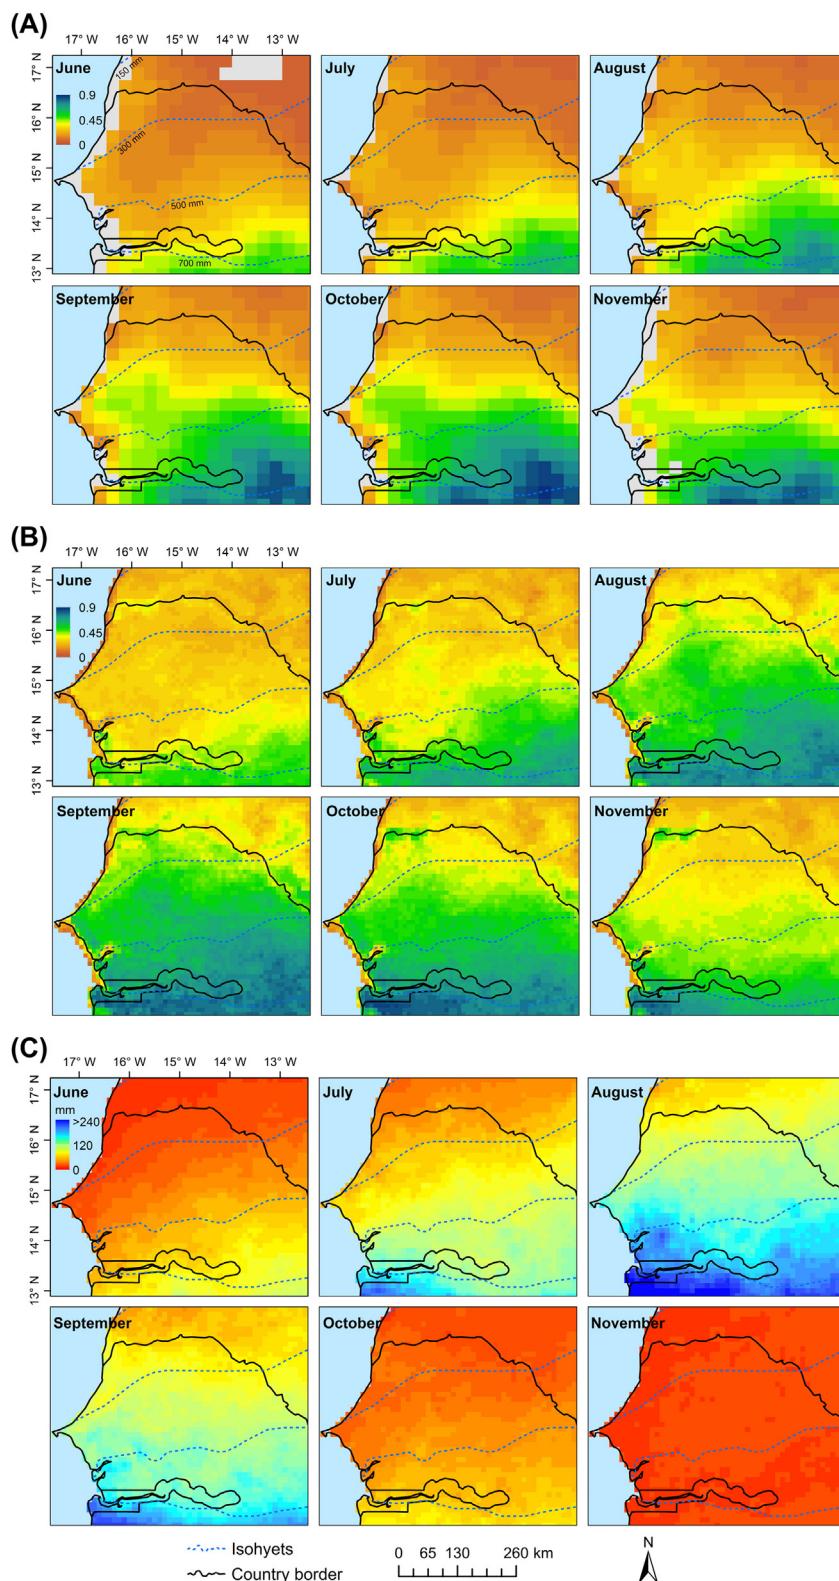 (A)
17° W 16° W 15° W 13° W
June July August
17° N
16° N
15° N
14° N
13° N
0.9
0.45
0
150 mm
300 mm
500 mm
700 mm
September October November
(B)
17° W 16° W 15° W 13° W
June July August
17° N
16° N
15° N
14° N
13° N
0.9
0.45
0
September October November
(C)
17° W 16° W 15° W 13° W
June July August
mm
>240
120
0
17° N
16° N
15° N
14° N
13° N
September October November
Isohyets
Country border
0 65 130 260 km
N